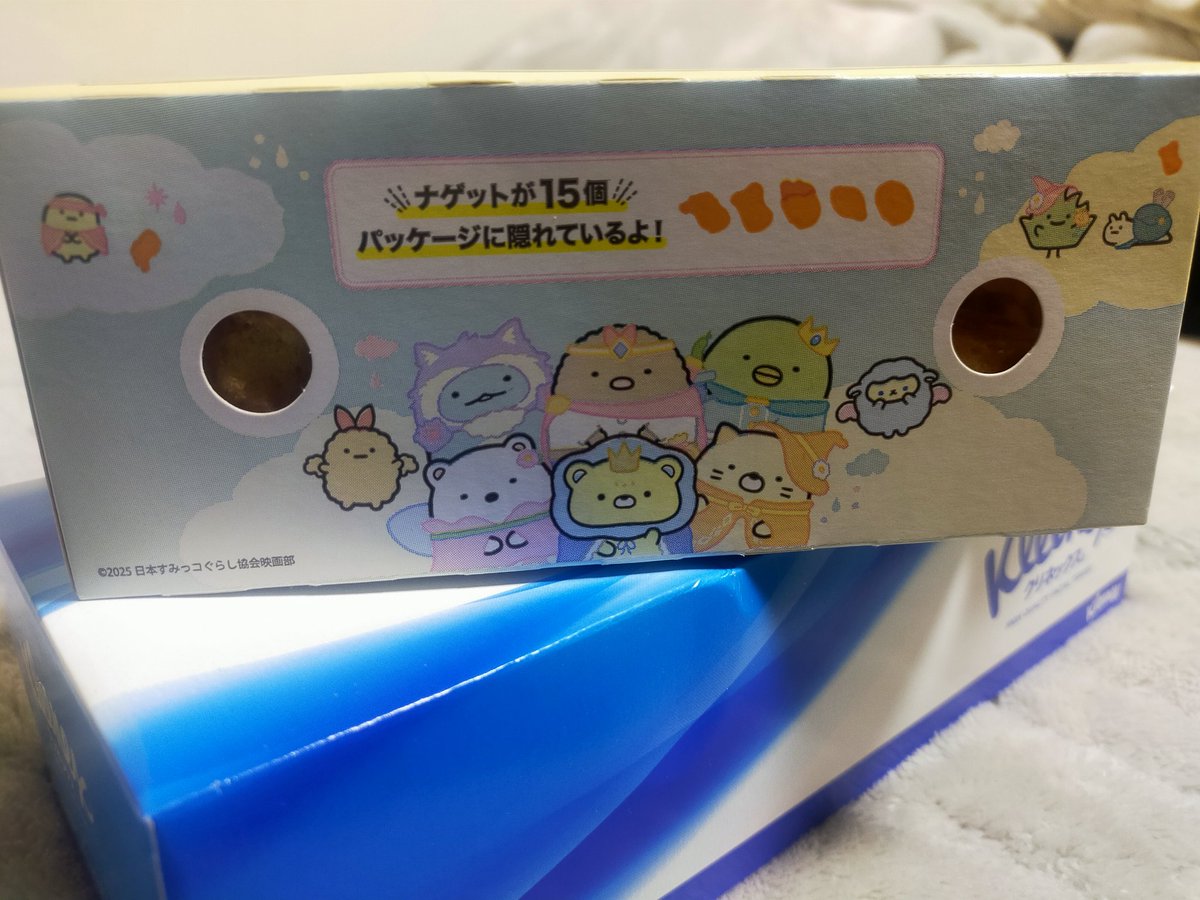 ナゲットが15個
パッケージに隠れているよ!
©2025 日本すみっコぐらし協会映画部
クリネックス